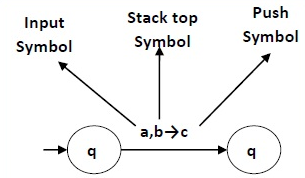 Input
Symbol
Stack top
Symbol
Push
Symbol
a,b→c
q
q